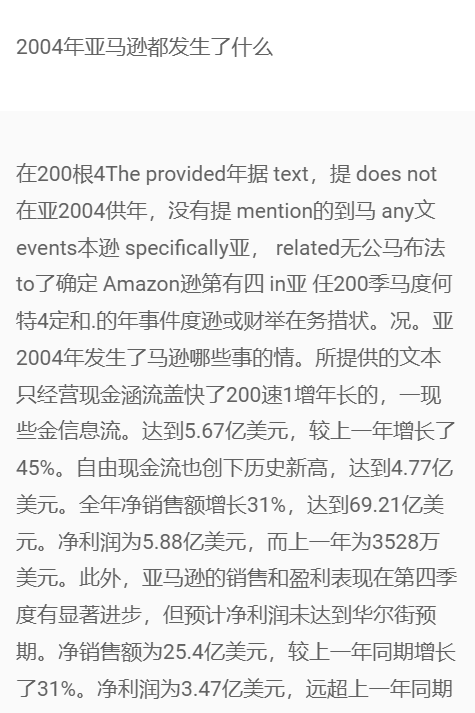 2004年亚马逊都发生了什么
在200根4The provided年据 text，提 does not
在亚2004供年，没有提 mention的到马 any文
events本逊 specifically亚， related无公马布法
to了确定 Amazon逊第有四 in亚 任200季马度何
特4定和.的年事件度逊或财举在务措状。况。亚
2004年发生了马逊哪些事的情。所提供的文本
只经营现金涵流盖快了200速1增年长的，一现
些金信息流。达到5.67亿美元，较上一年增长了
45%。自由现金流也创下历史新高，达到4.77亿
美元。全年净销售额增长31%，达到69.21亿美
元。净利润为5.88亿美元，而上一年为3528万
美元。此外，亚马逊的销售和盈利表现在第四季
度有显著进步，但预计净利润未达到华尔街预
期。净销售额为25.4亿美元，较上一年同期增长
了31%。净利润为3.47亿美元，远超上一年同期